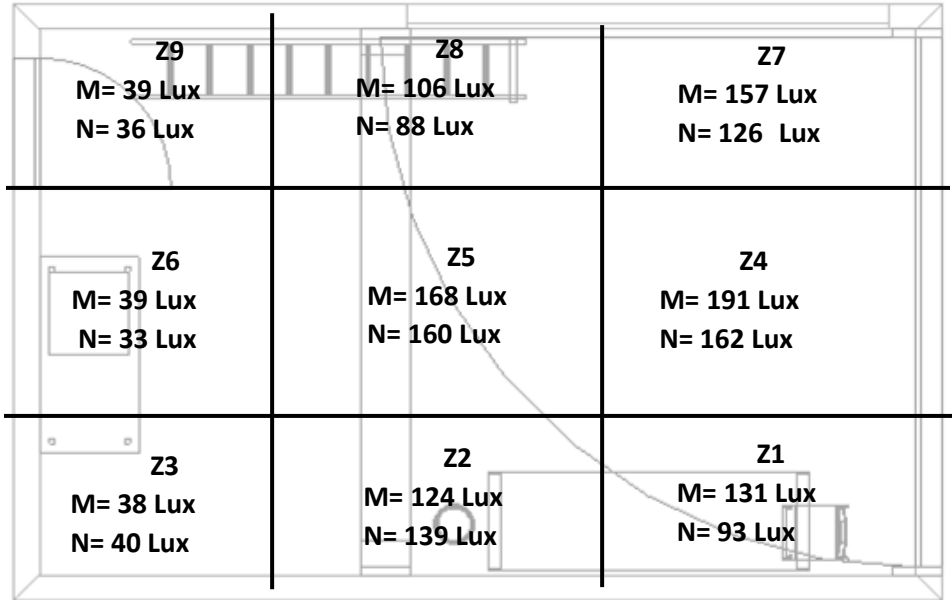 Z9
M= 39 Lux
N= 36 Lux
Z8
M= 106 Lux
N= 88 Lux
Z7
M= 157 Lux
N= 126 Lux
Z6
M= 39 Lux
N= 33 Lux
Z5
M= 168 Lux
N= 160 Lux
Z4
M= 191 Lux
N= 162 Lux
Z3
M= 38 Lux
N= 40 Lux
Z2
M= 124 Lux
N= 139 Lux
Z1
M= 131 Lux
N= 93 Lux